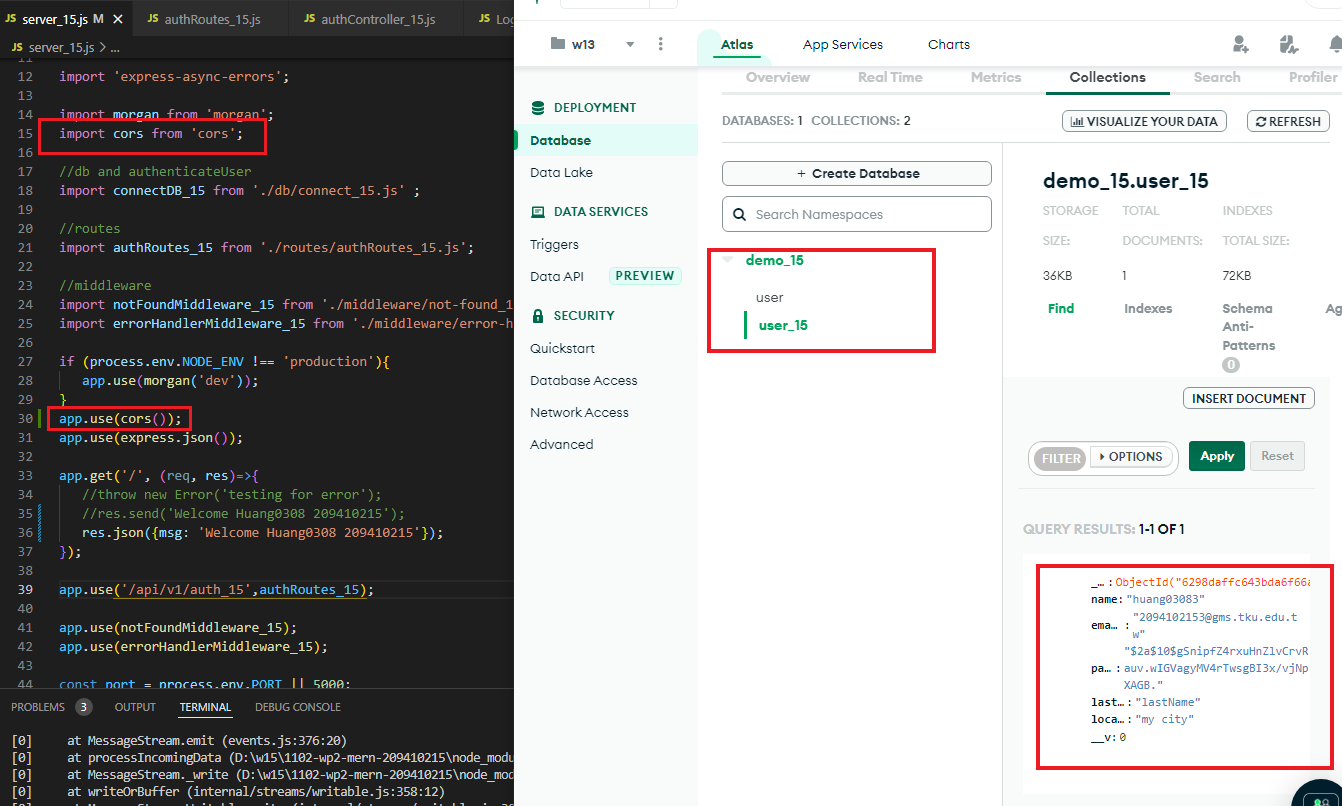 JS server_15.js M ×
JS authRoutes_15.js
JS authController_15.js
JS
JS server_15.js > ...
12 import 'express-async-errors';
13
14 import morgan from 'morgan';
15 import cors from 'cors';
16
17 //db and authenticateUser
18 import connectDB_15 from './db/connect_15.js' ;
19
20 //routes
21 import authRoutes_15 from './routes/authRoutes_15.js';
22
23 //middleware
24 import notFoundMiddleware_15 from './middleware/not-found_1
25 import errorHandlerMiddleware_15 from './middleware/error-h
26
27 if (process.env.NODE_ENV !== 'production'){
28 app.use(morgan('dev'));
29 }
30 app.use(cors());
31 app.use(express.json());
32
33 app.get('/', (req, res)=>{
34 //throw new Error('testing for error');
35 //res.send('Welcome Huang0308 209410215');
36 res.json({msg: 'Welcome Huang0308 209410215'});
37 });
38
39 app.use('/api/v1/auth_15',authRoutes_15);
40
41 app.use(notFoundMiddleware_15);
42 app.use(errorHandlerMiddleware_15);
43
44 const port = process.env.PORT || 5000;
PROBLEMS 3 OUTPUT TERMINAL DEBUG CONSOLE
[0] at MessageStream.emit (events.js:376:20)
[0] at processIncomingData (D:\w15\1102-wp2-mern-209410215\node_modu
[0] at MessageStream._write (D:\w15\1102-wp2-mern-209410215\node_mod
[0] at writeOrBuffer (internal/streams/writable.js:358:12)
w13
Atlas App Services Charts
DEPLOYMENT
Database
Data Lake
DATA SERVICES
Triggers
Data API PREVIEW
SECURITY
Quickstart
Database Access
Network Access
Advanced
Overview Real Time Metrics Collections Search Profiler
DATABASES: 1 COLLECTIONS: 2
VISUALIZE YOUR DATA
REFRESH
+ Create Database
Search Namespaces
demo_15
user
user_15
demo_15.user_15
STORAGE SIZE: 36KB
TOTAL DOCUMENTS: 1
INDEXES TOTAL SIZE: 72KB
Find
Indexes
Schema Anti-Patterns 0
Ag
INSERT DOCUMENT
FILTER OPTIONS Apply Reset
QUERY RESULTS: 1-1 OF 1
_… : ObjectId("6298daffc643bda6f66a
name: "huang03083"
ema… : "2094102153@gms.tku.edu.t
w"
"$2a$10$gSnipfZ4rxuHnZlvCrvR
pa… : auv.wIGVagyMV4rTwsgBI3x/vjNp
XAGB."
last… : "lastName"
loca… : "my city"
__v: 0